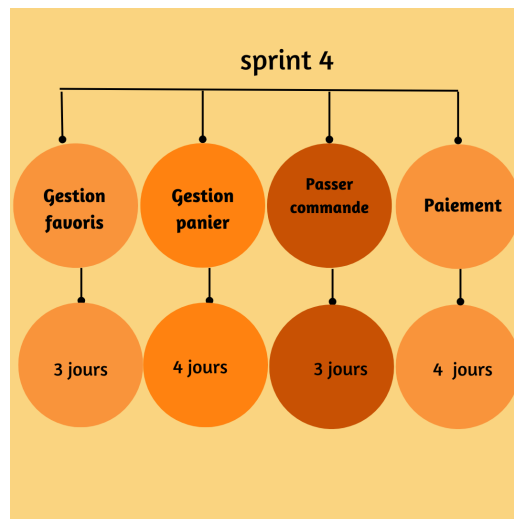 sprint 4
Gestion
favoris
Gestion
panier
Passer
commande
Paiement
3 jours
4 jours
3 jours
4 jours